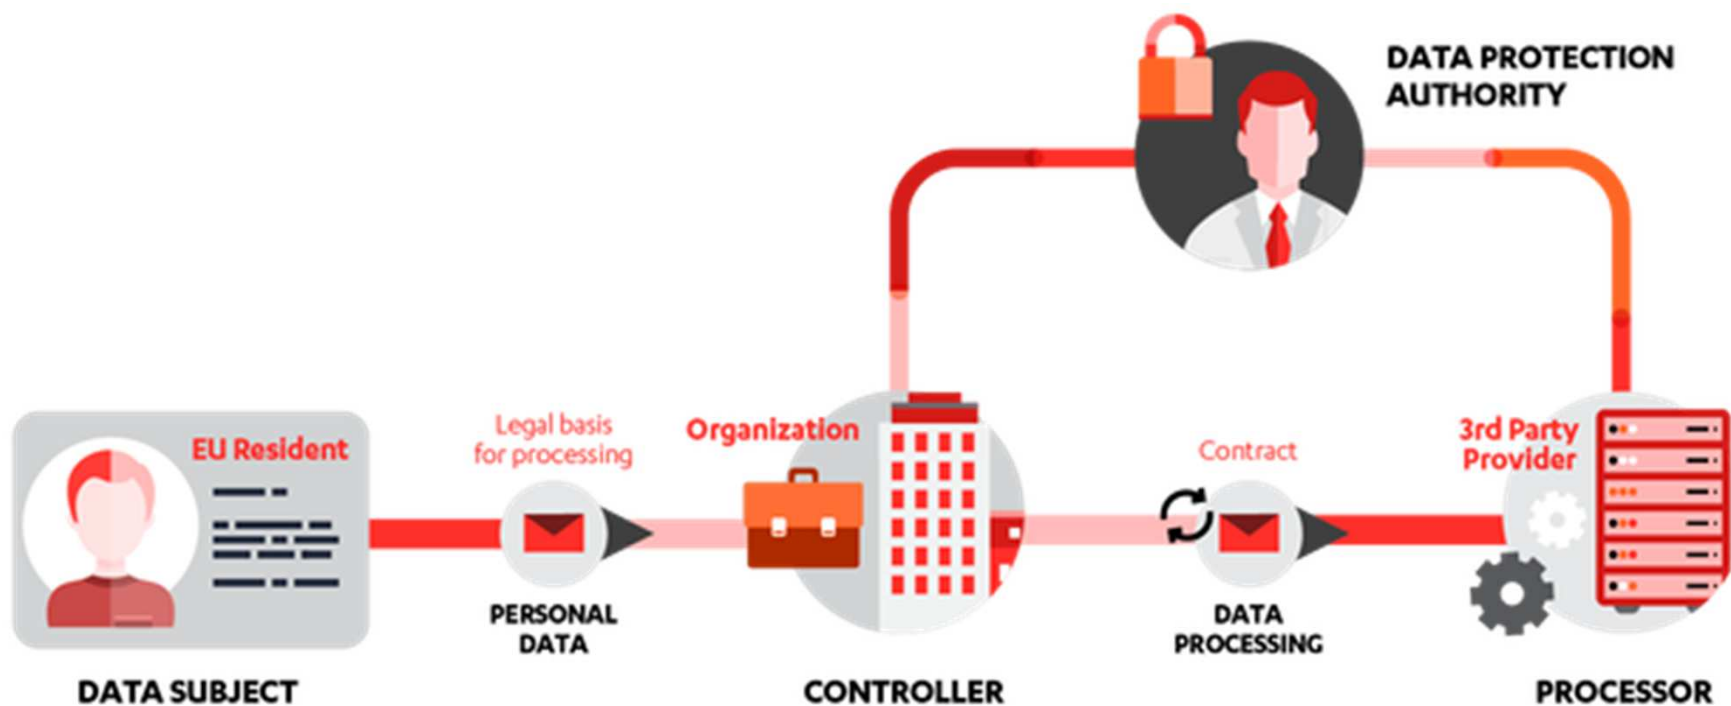 DATA PROTECTION
AUTHORITY
EU Resident
Legal basis
for processing
Organization
Contract
3rd Party
Provider
PERSONAL
DATA
DATA
PROCESSING
DATA SUBJECT
CONTROLLER
PROCESSOR